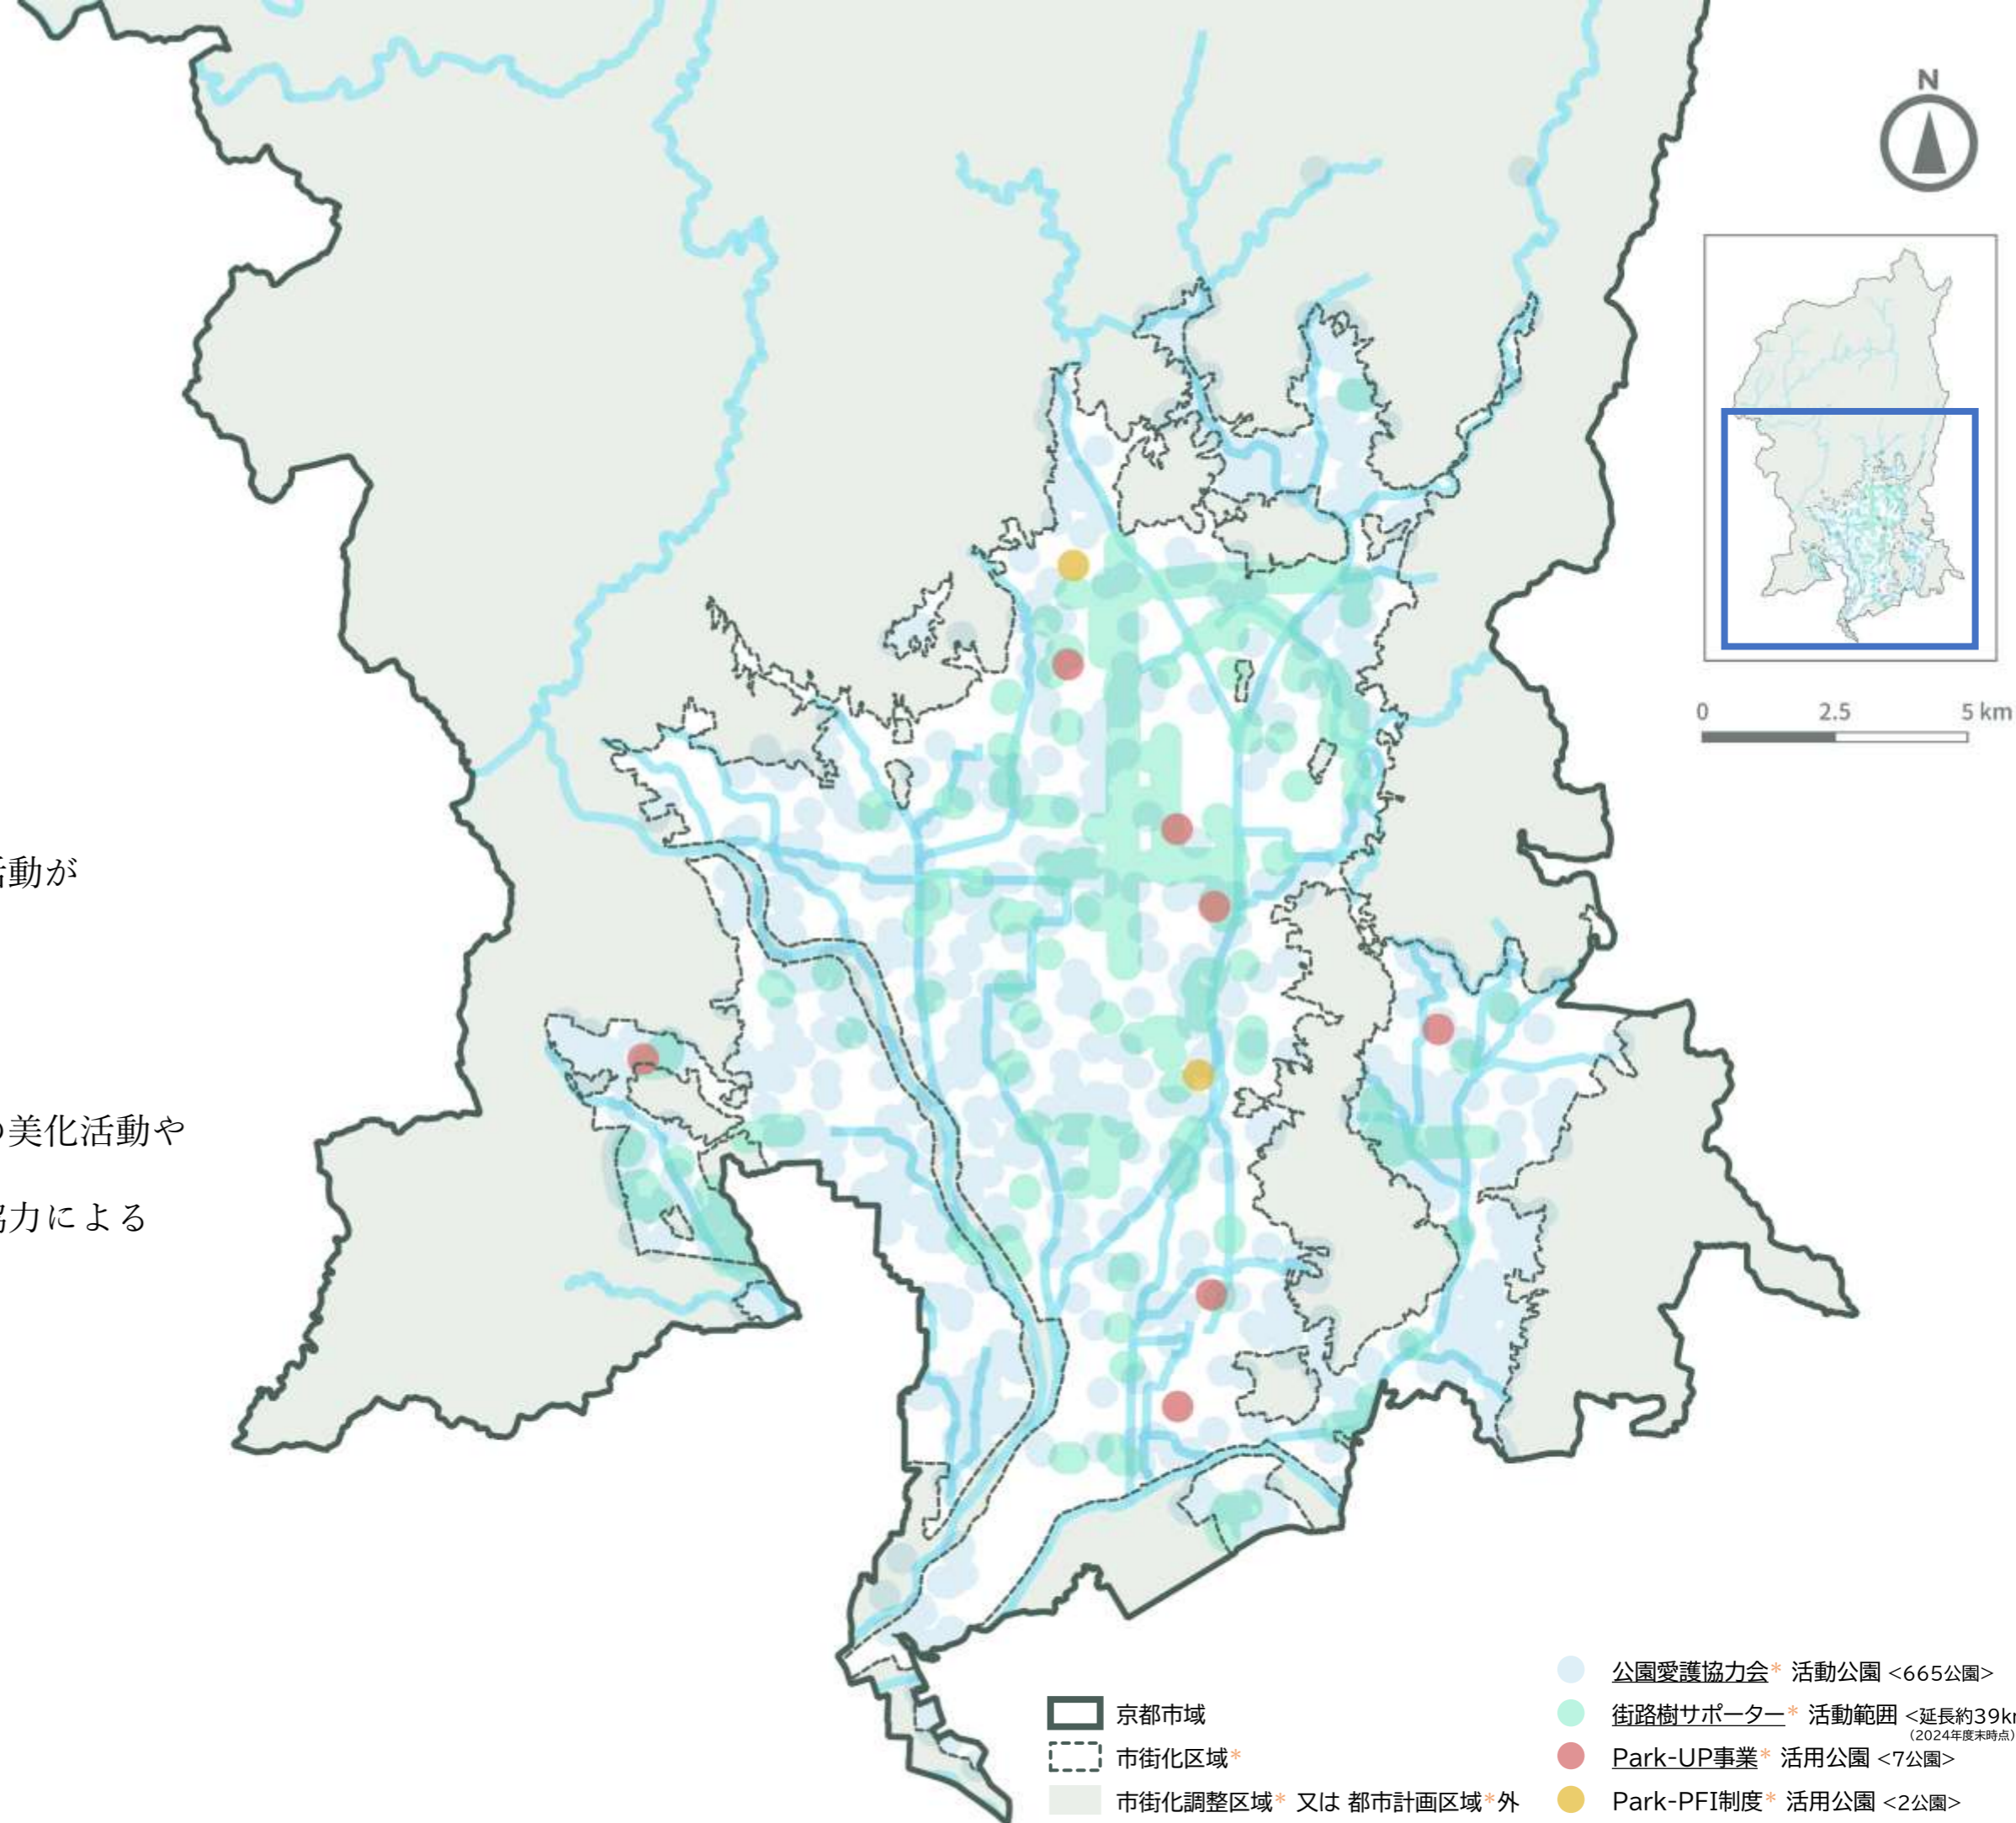 N
0 2.5 5 km
活動が
の美化活動や
協力による
京都市域
市街化区域*
市街化調整区域* 又は 都市計画区域*外
公園愛護協力会* 活動公園 <665公園>
街路樹サポーター* 活動範囲 <延長約39k
(2024年度末時点)
Park-UP事業* 活用公園 <7公園>
Park-PFI制度* 活用公園 <2公園>